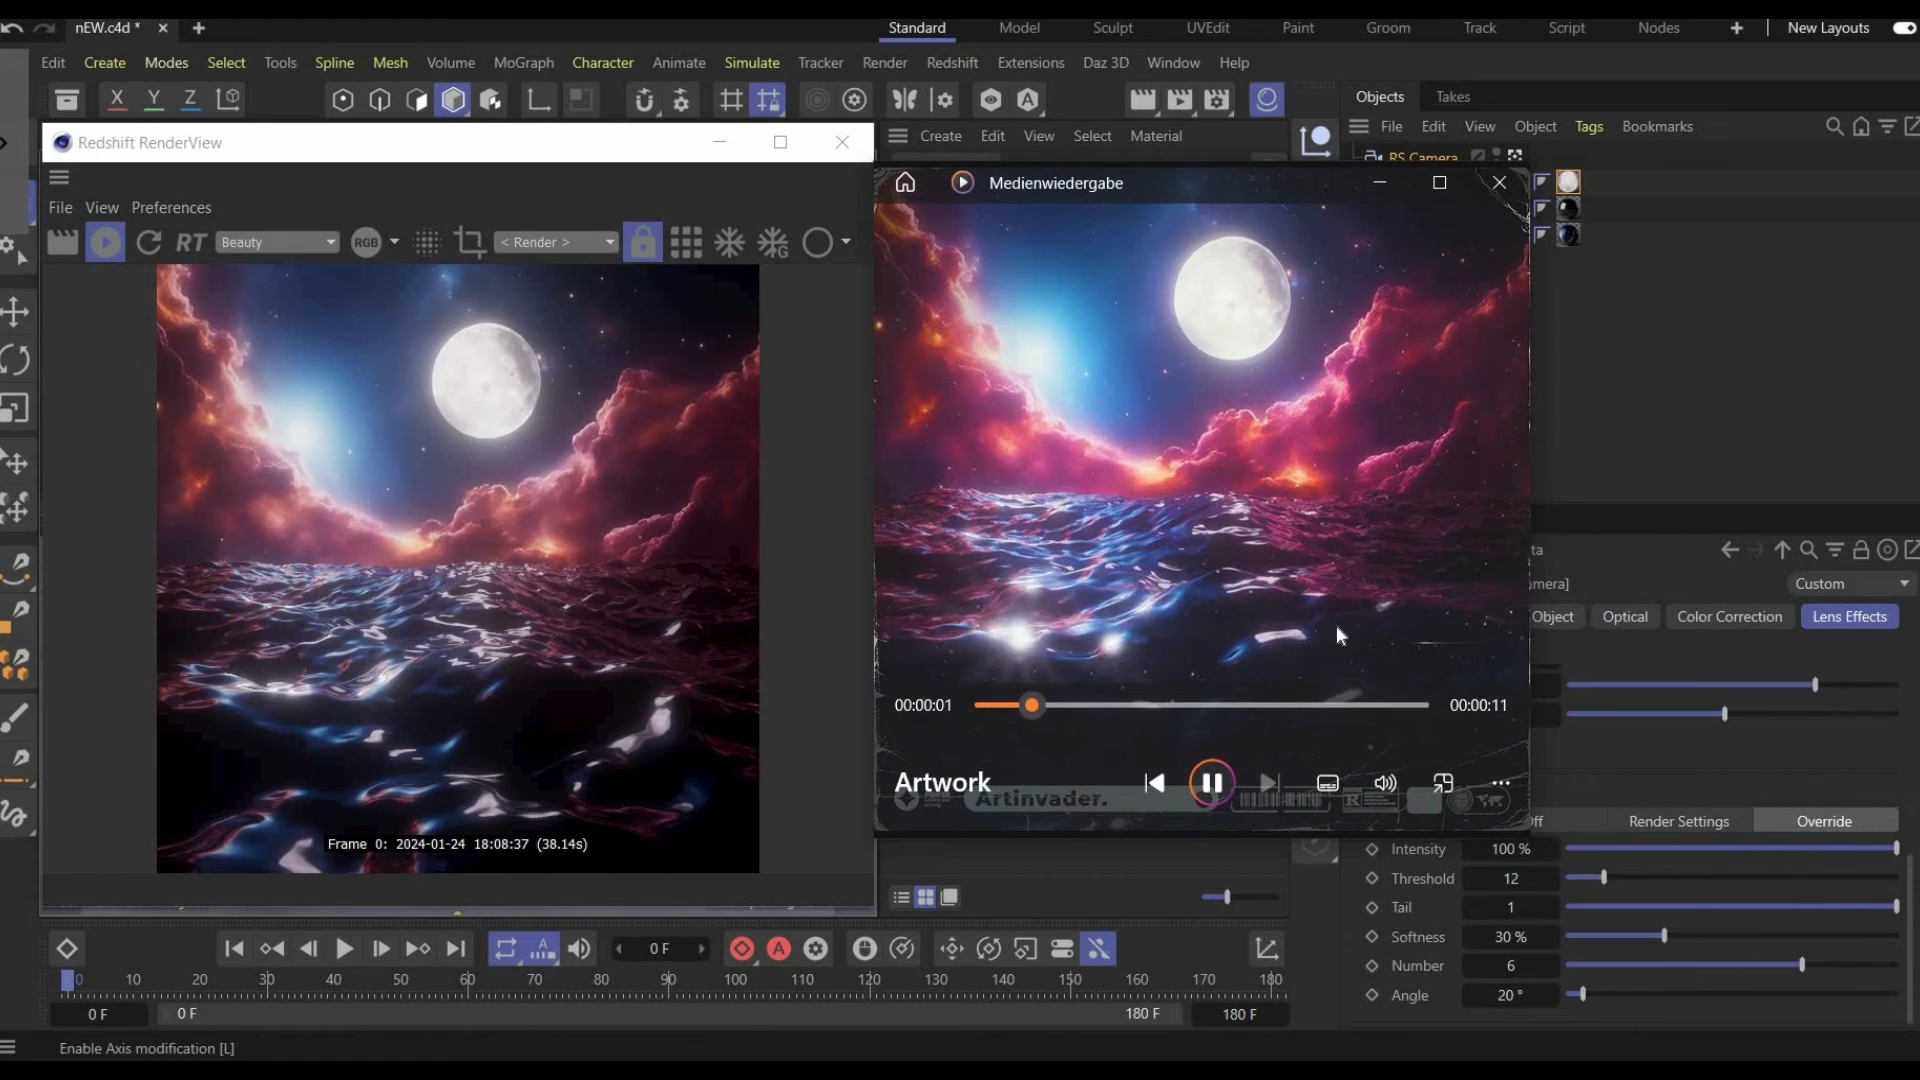 nEW.c4d *
Standard Model Sculpt UVEdit Paint Groom Track Script Nodes New Layouts
Edit Create Modes Select Tools Spline Mesh Volume MoGraph Character Animate Simulate Tracker Render Redshift Extensions Daz 3D Window Help
X Y Z
Objects Takes
File Edit View Object Tags Bookmarks
Redshift RenderView
Create Edit View Select Material
RS Camera
File View Preferences
RT Beauty RGB < Render >
Medienwiedergabe
Frame 0: 2024-01-24 18:08:37 (38.14s)
00:00:01
00:00:11
Artwork
Artinvader.
Custom
Object Optical Color Correction Lens Effects
Render Settings Override
Intensity 100 %
Threshold 12
Tail 1
Softness 30 %
Number 6
Angle 20 °
0 F
0 10 20 30 40 50 60 70 80 90 100 110 120 130 140 150 160 170 180
0 F 0 F 180 F 180 F
Enable Axis modification [L]